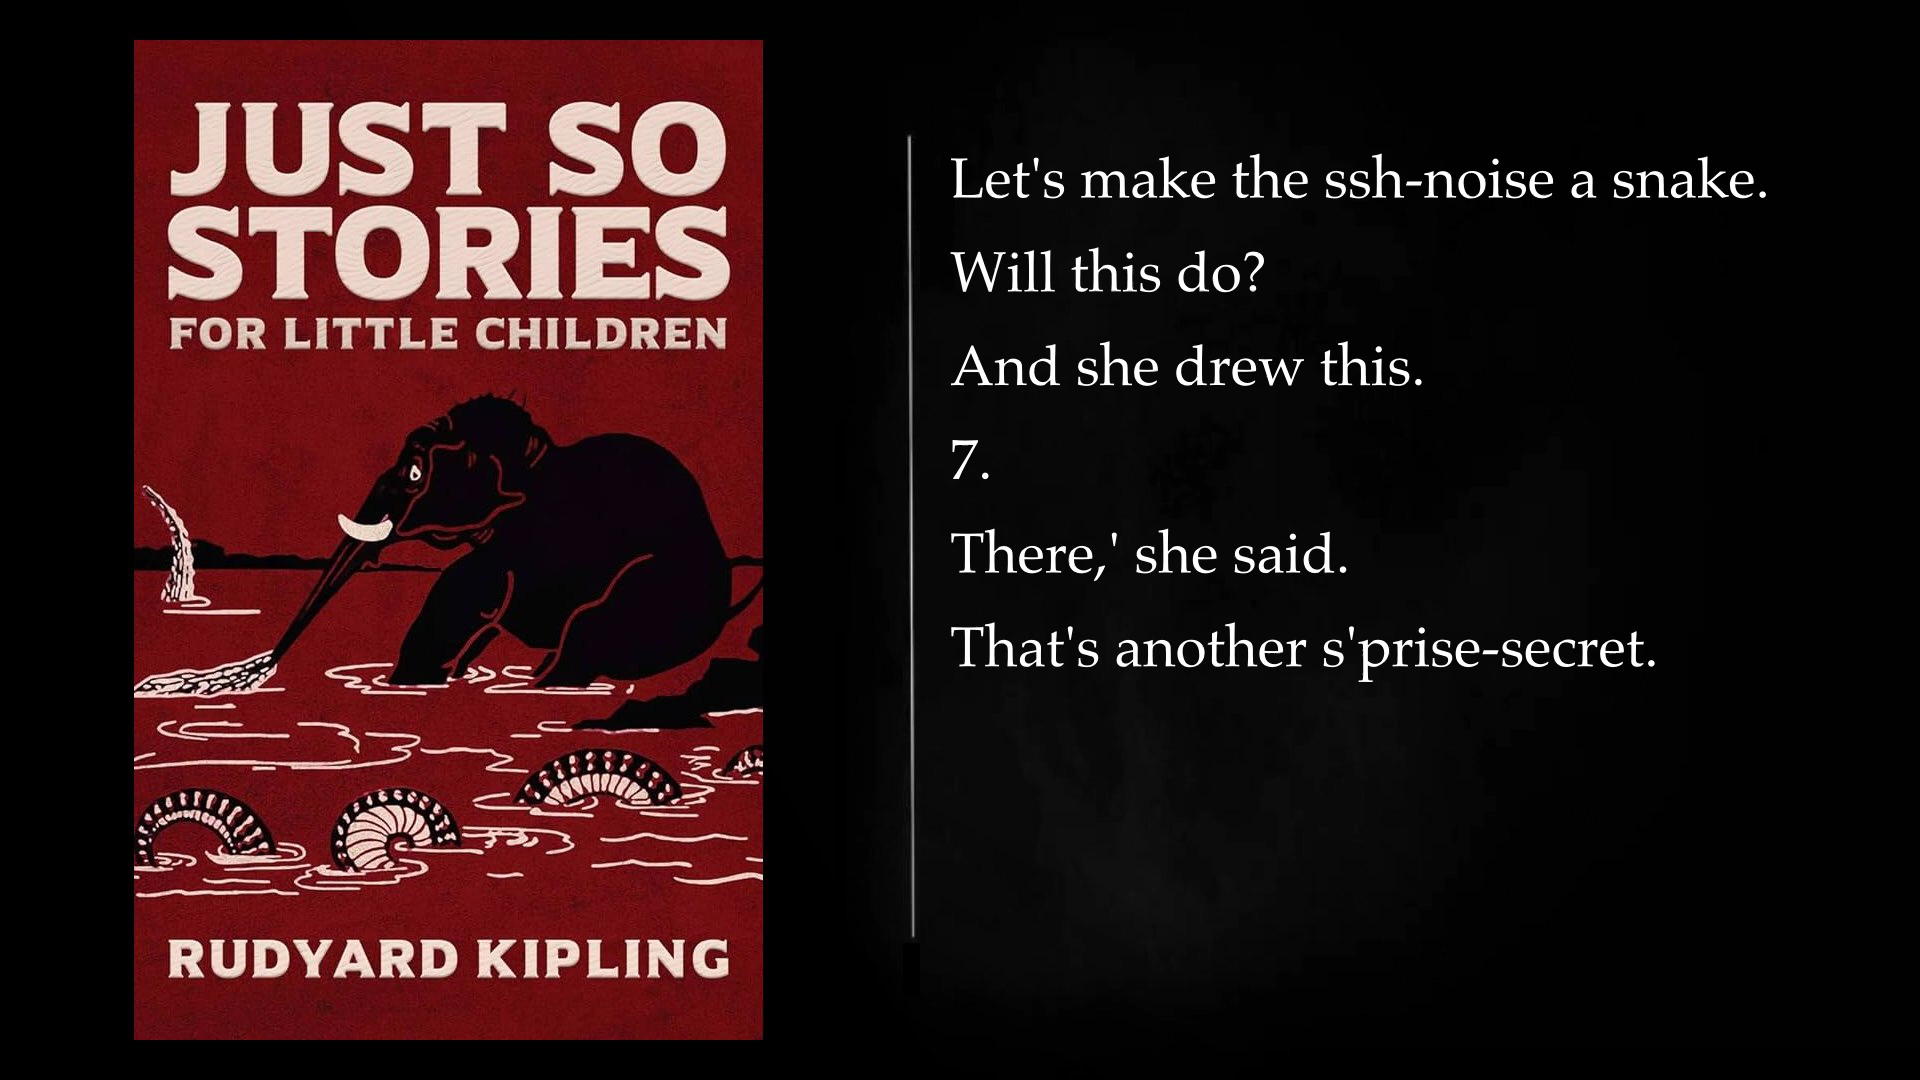 JUST SO
STORIES
FOR LITTLE CHILDREN
RUDYARD KIPLING
Let's make the ssh-noise a snake.
Will this do?
And she drew this.
7.
There,' she said.
That's another s'prise-secret.